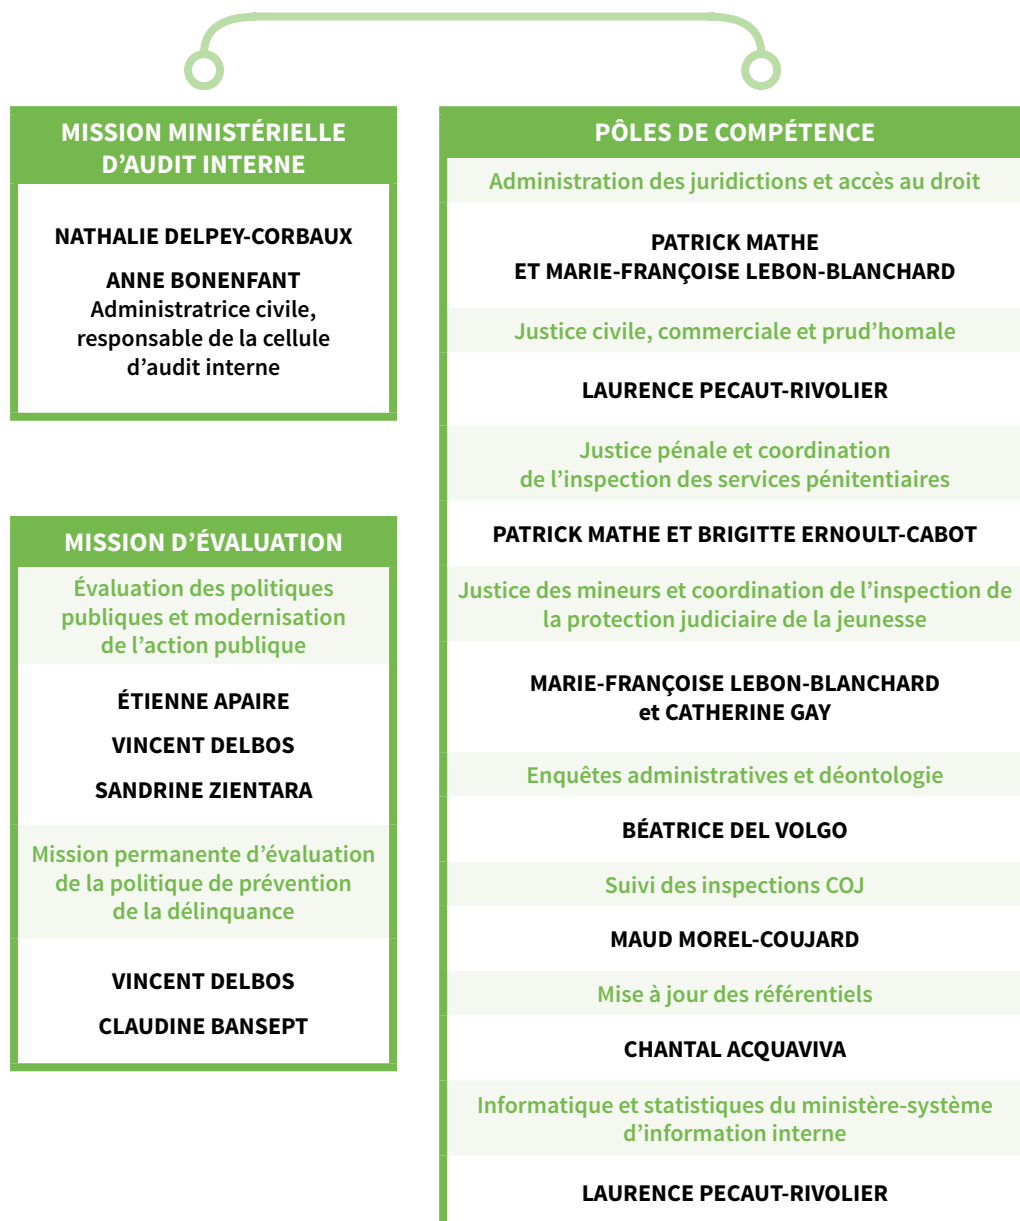 MISSION MINISTÉRIELLE
D’AUDIT INTERNE
NATHALIE DELPEY-CORBAUX
ANNE BONENFANT
Administratrice civile,
responsable de la cellule
d’audit interne
MISSION D’ÉVALUATION
Évaluation des politiques
publiques et modernisation
de l’action publique
ÉTIENNE APAIRE
VINCENT DELBOS
SANDRINE ZIENTARA
Mission permanente d’évaluation
de la politique de prévention
de la délinquance
VINCENT DELBOS
CLAUDINE BANSEPT
PÔLES DE COMPÉTENCE
Administration des juridictions et accès au droit
PATRICK MATHE
ET MARIE-FRANÇOISE LEBON-BLANCHARD
Justice civile, commerciale et prud’homale
LAURENCE PECAUT-RIVOLIER
Justice pénale et coordination
de l’inspection des services pénitentiaires
PATRICK MATHE ET BRIGITTE ERNOULT-CABOT
Justice des mineurs et coordination de l’inspection de
la protection judiciaire de la jeunesse
MARIE-FRANÇOISE LEBON-BLANCHARD
et CATHERINE GAY
Enquêtes administratives et déontologie
BÉATRICE DEL VOLGO
Suivi des inspections COJ
MAUD MOREL-COUJARD
Mise à jour des référentiels
CHANTAL ACQUAVIVA
Informatique et statistiques du ministère-système
d’information interne
LAURENCE PECAUT-RIVOLIER